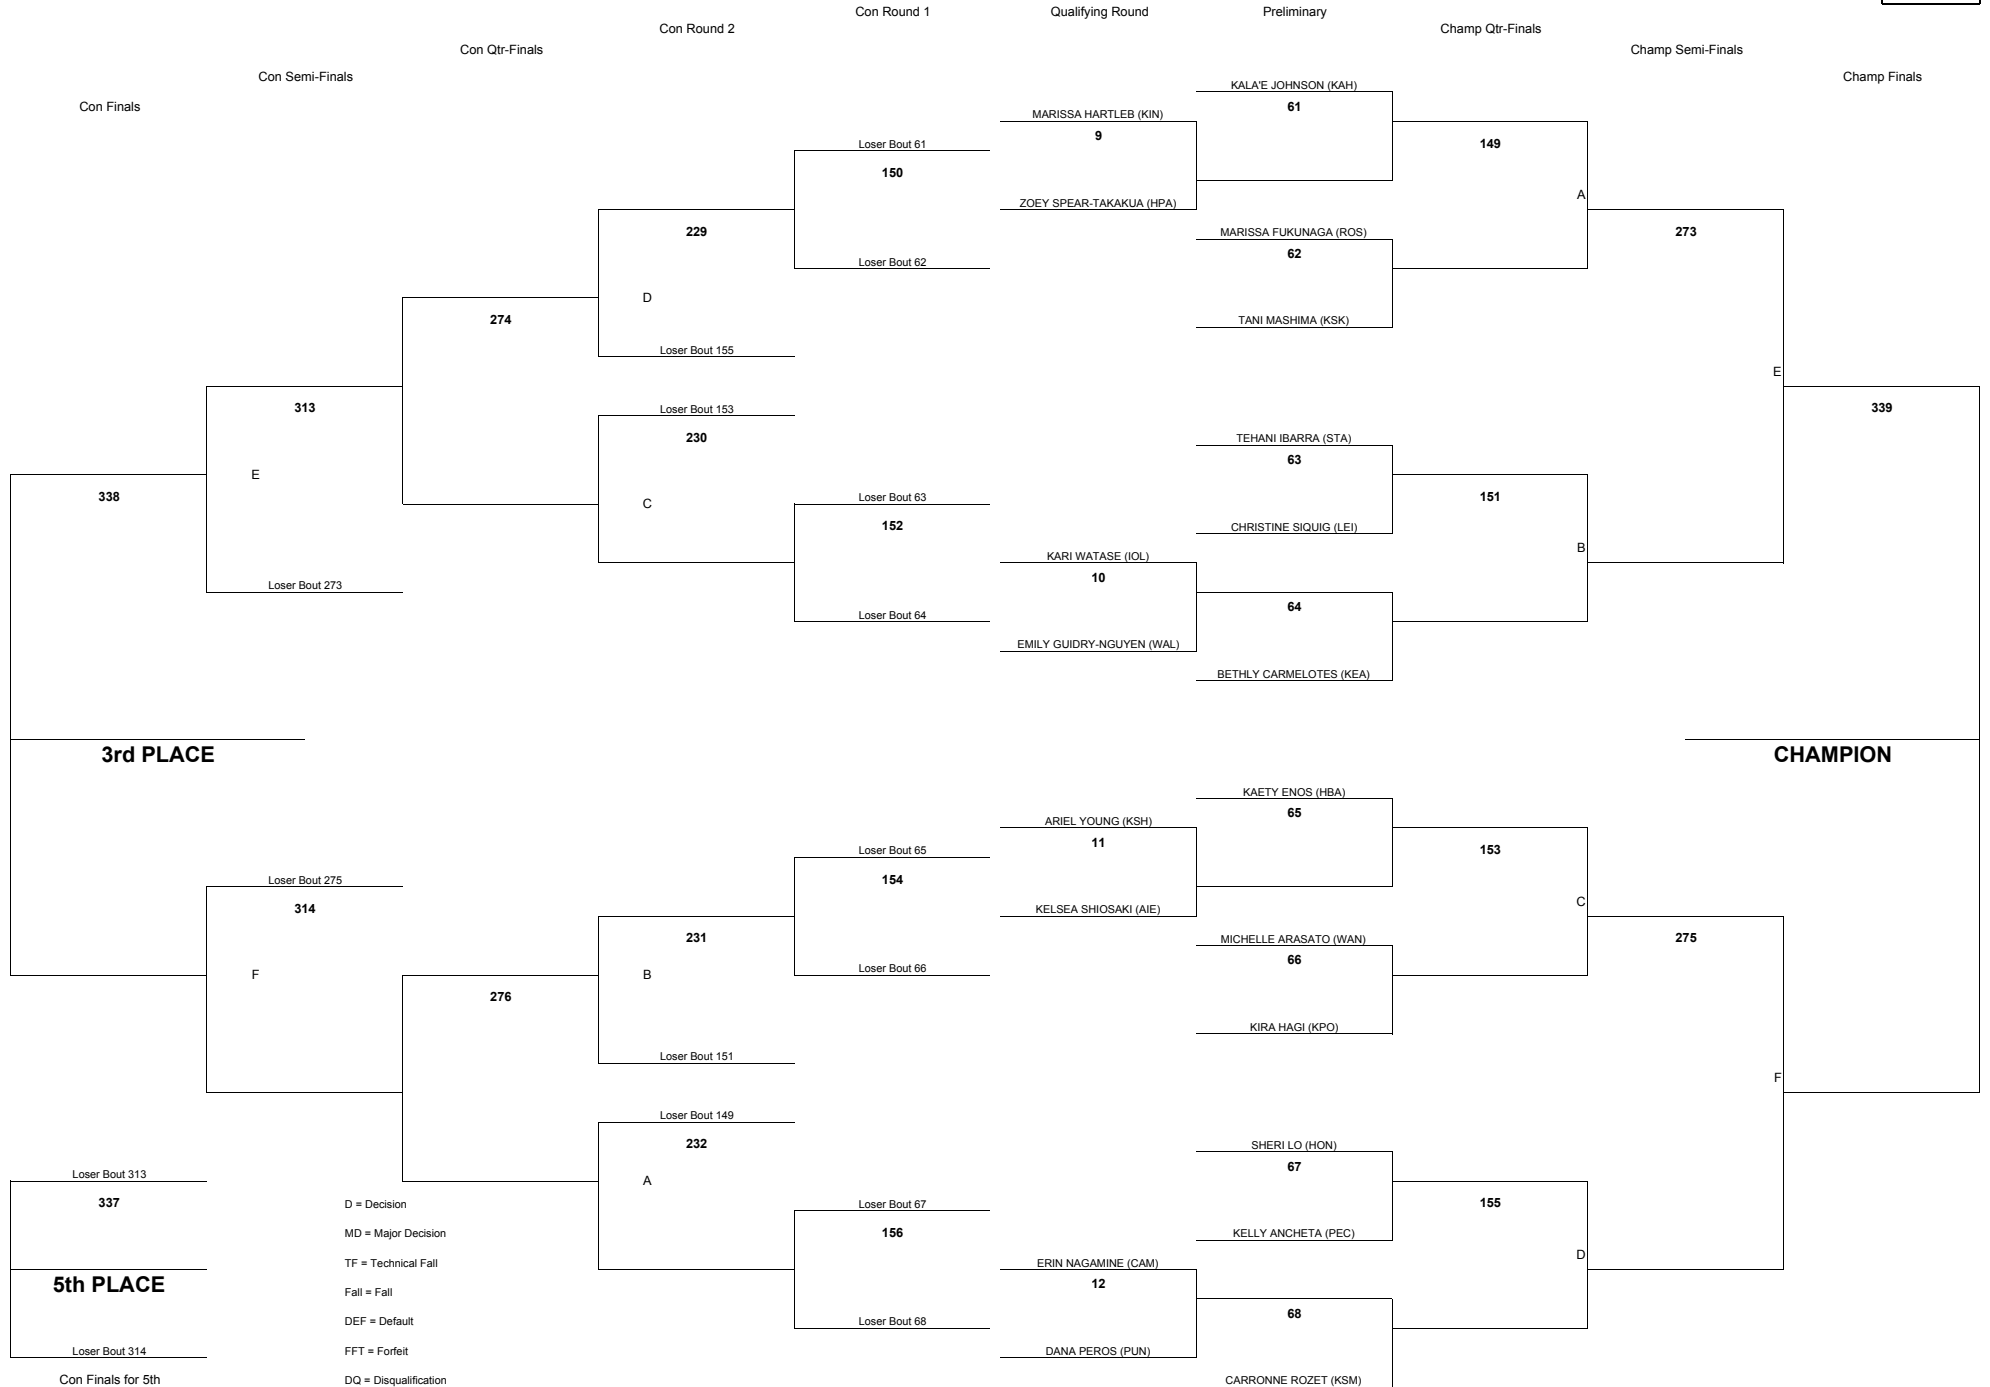 Con Round 1
Qualifying Round
Preliminary
Con Round 2
Champ Qtr-Finals
Con Qtr-Finals
Champ Semi-Finals
Con Semi-Finals
Champ Finals
Con Finals
KALA'E JOHNSON (KAH)
61
MARISSA HARTLEB (KIN)
9
Loser Bout 61
149
150
A
ZOEY SPEAR-TAKAKUA (HPA)
229
MARISSA FUKUNAGA (ROS)
273
62
Loser Bout 62
D
274
TANI MASHIMA (KSK)
Loser Bout 155
E
313
Loser Bout 153
339
230
TEHANI IBARRA (STA)
63
E
338
Loser Bout 63
151
C
152
CHRISTINE SIQUIG (LEI)
B
KARI WATASE (IOL)
10
Loser Bout 273
64
Loser Bout 64
EMILY GUIDRY-NGUYEN (WAL)
BETHLY CARMELOTES (KEA)
3rd PLACE
CHAMPION
KAETY ENOS (HBA)
65
ARIEL YOUNG (KSH)
11
Loser Bout 65
153
Loser Bout 275
154
314
C
KELSEA SHIOSAKI (AIE)
231
MICHELLE ARASATO (WAN)
275
66
Loser Bout 66
F
B
276
KIRA HAGI (KPO)
Loser Bout 151
F
Loser Bout 149
232
SHERI LO (HON)
67
Loser Bout 313
A
337
D = Decision
Loser Bout 67
155
MD = Major Decision
156
KELLY ANCHETA (PEC)
D
TF = Technical Fall
ERIN NAGAMINE (CAM)
5th PLACE
12
Fall = Fall
68
DEF = Default
Loser Bout 68
FFT = Forfeit
Loser Bout 314
DANA PEROS (PUN)
Con Finals for 5th
DQ = Disqualification
CARRONNE ROZET (KSM)